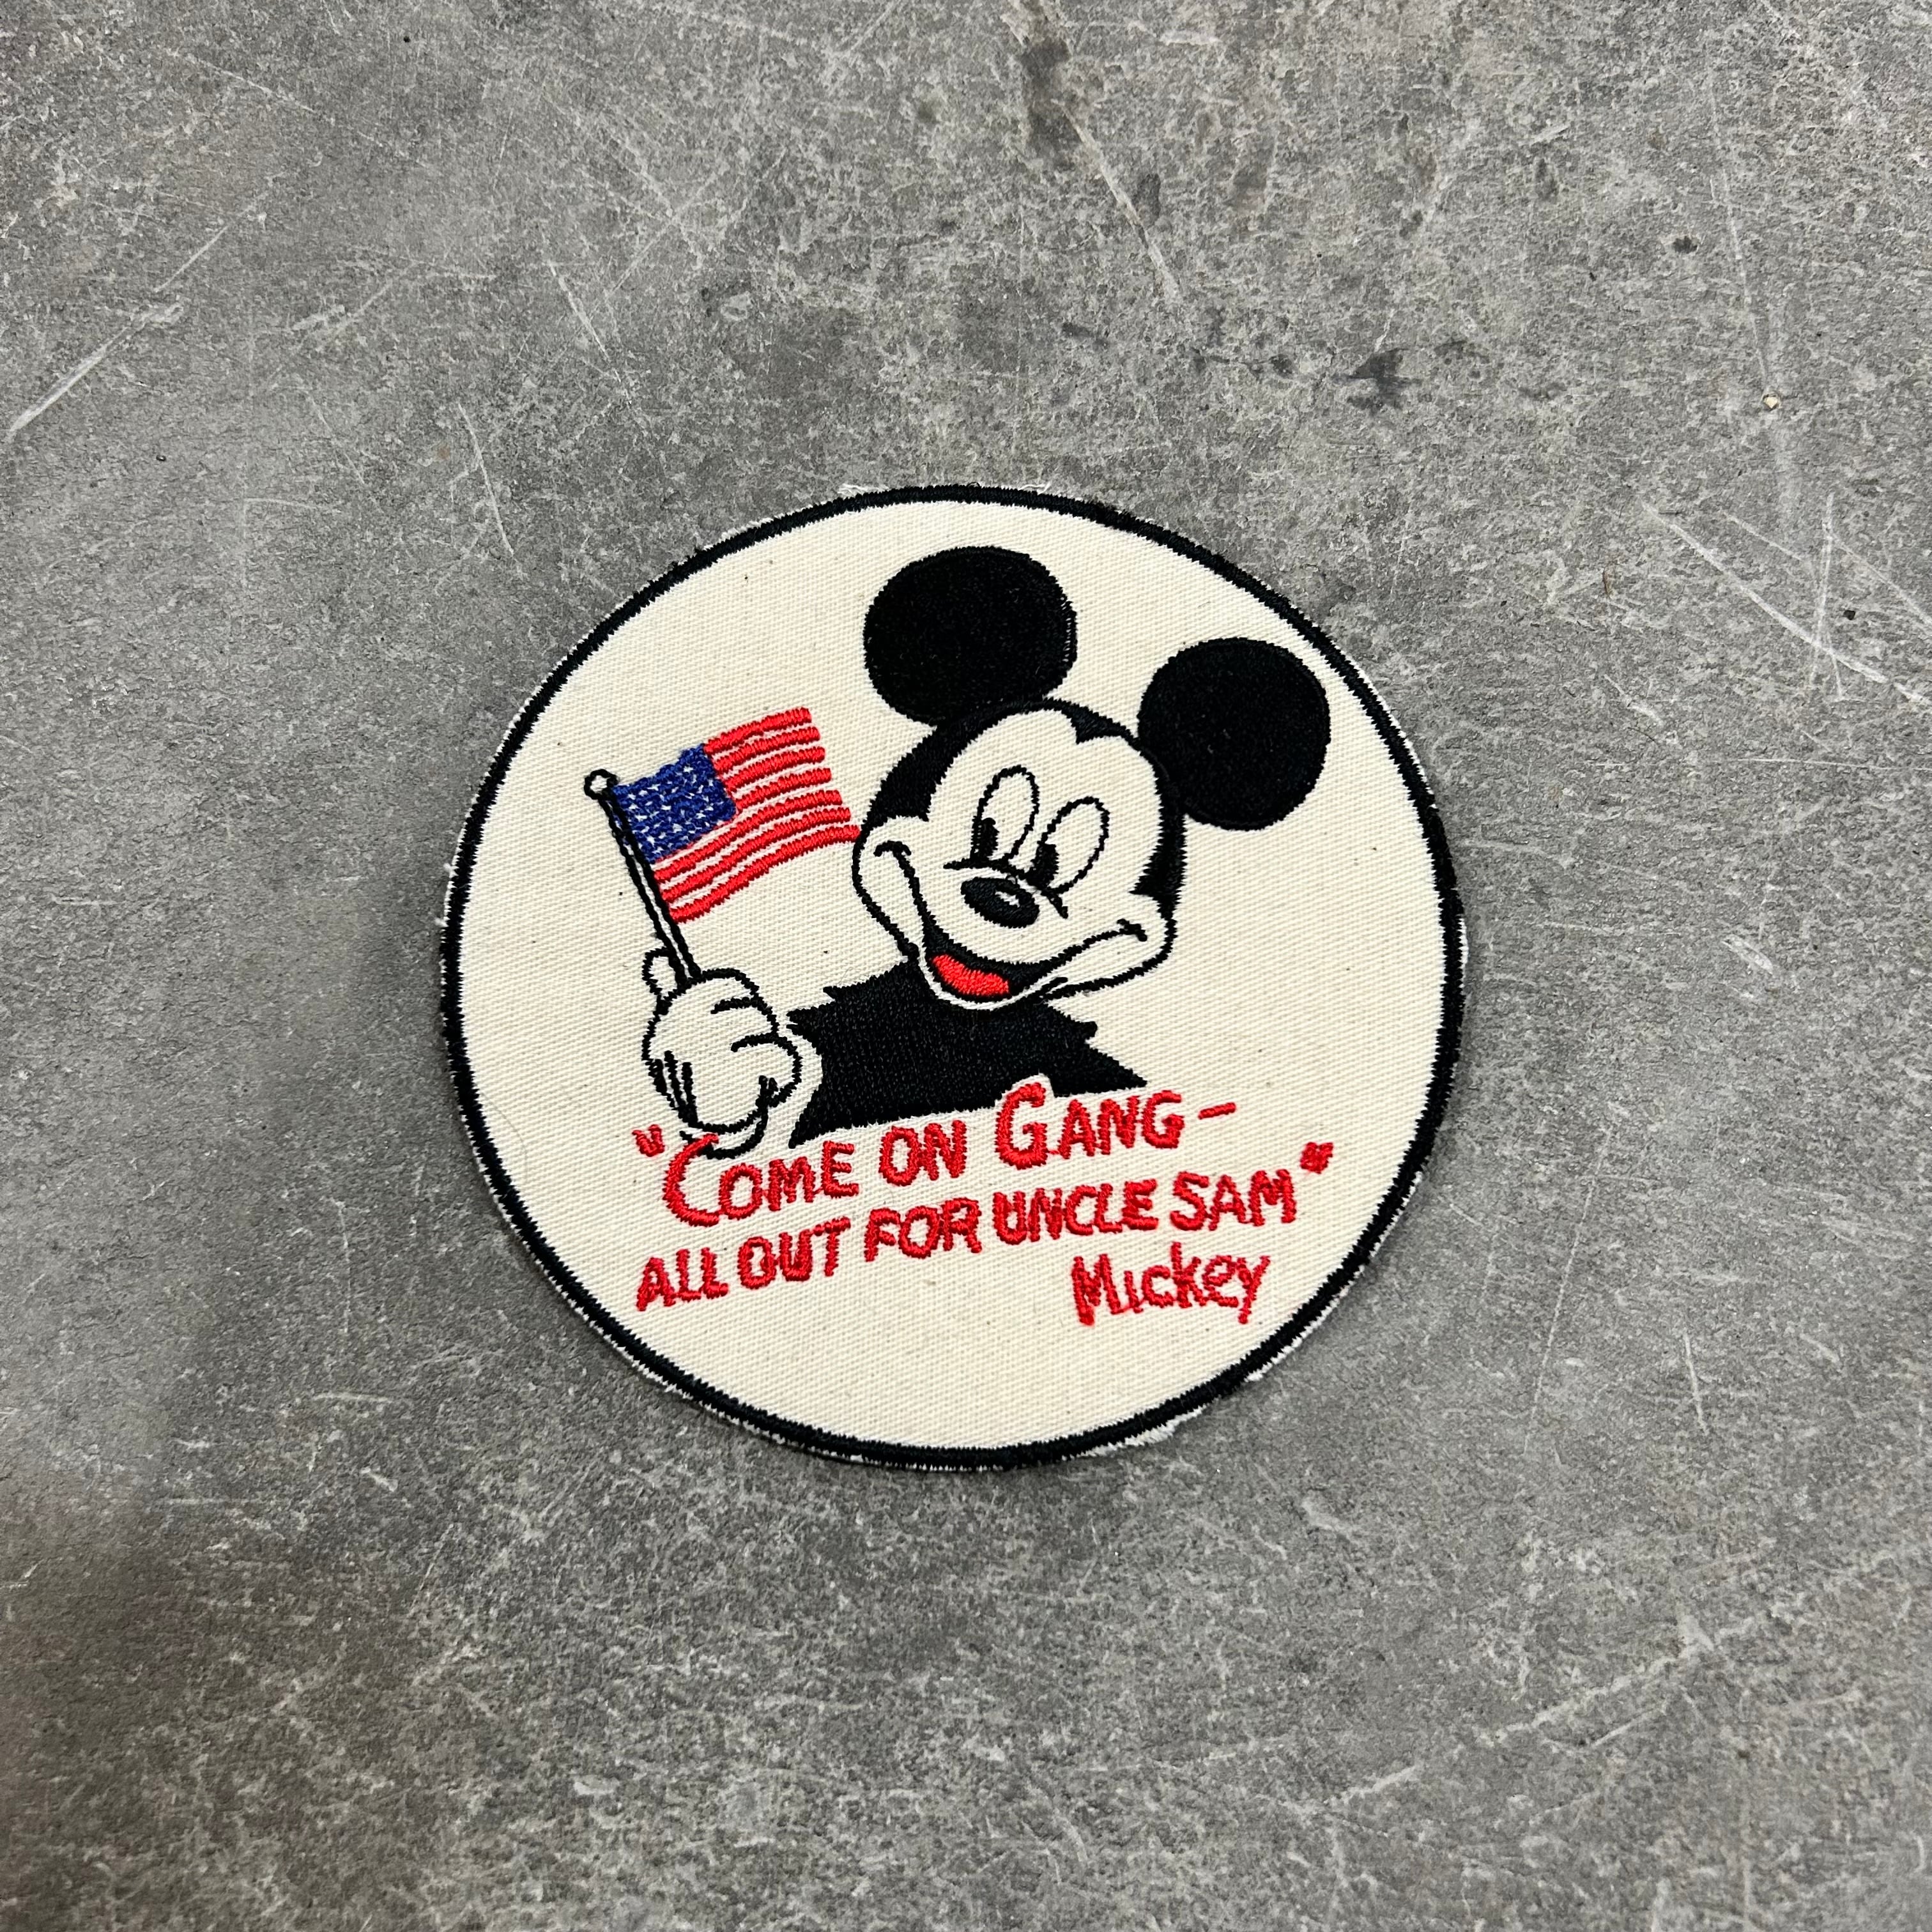 "COME ON GANG-
ALL OUT FOR UNCLE SAM"
Mickey